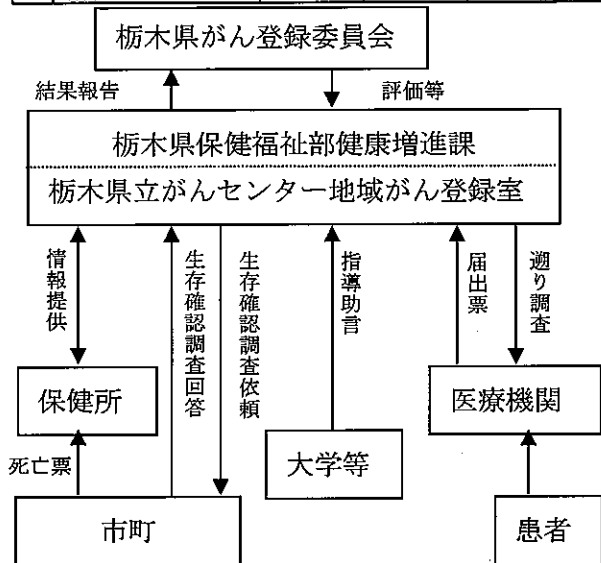 栃木県がん登録委員会
結果報告
評価等
栃木県保健福祉部健康増進課
栃木県立がんセンター地域がん登録室
情報提供
生存確認調査回答
生存確認調査依頼
指導助言
届出票
遡り調査
保健所
医療機関
死亡票
大学等
市町
患者